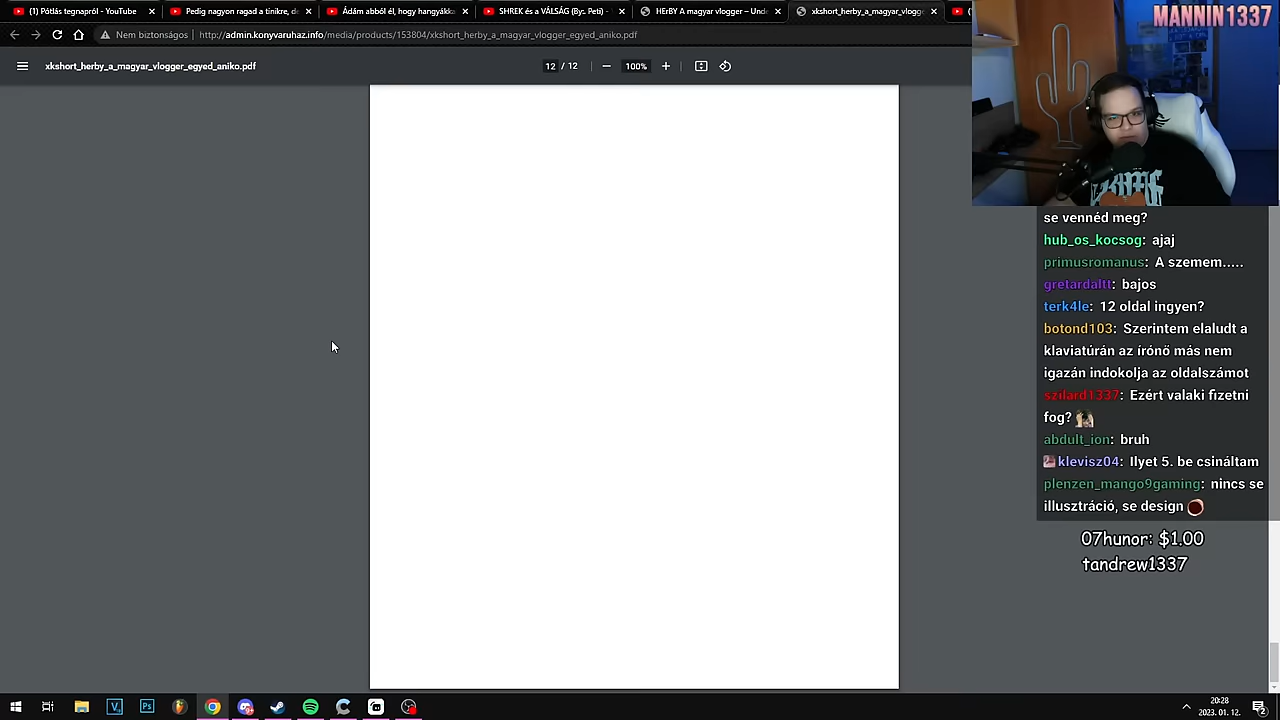 (1) Pótlás tegnapról - YouTube
Pedig nagyon ragad a tinikre, d
Ádám abból él, hogy hangyákk
SHREK és a VÁLSÁG (By:. Peti) -
HErBY A magyar vlogger – Und
xkshort_herby_a_magyar_vlogg
MANNIN1337
Nem biztonságos
http://admin.konyvaruhaz.info/media/products/153804/xkshort_herby_a_magyar_vlogger_egyed_aniko.pdf
xkshort_herby_a_magyar_vlogger_egyed_aniko.pdf
12 / 12
100%
se vennéd meg?
hub_os_kocsog: ajaj
primusromanus: A szemem.....
gretardaltt: bajos
terk4le: 12 oldal ingyen?
botond103: Szerintem elaludt a
klaviatúrán az írónő más nem
igazán indokolja az oldalszámot
szilard1337: Ezért valaki fizetni
fog?
abdult_ion: bruh
klevisz04: Ilyet 5. be csináltam
plenzen_mango9gaming: nincs se
illusztráció, se design
07hunor: $1.00
tandrew1337
20:28
2023. 01. 12.
2